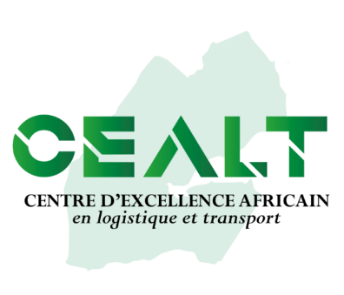 CEALT
CENTRE D'EXCELLENCE AFRICAIN
en logistique et transport